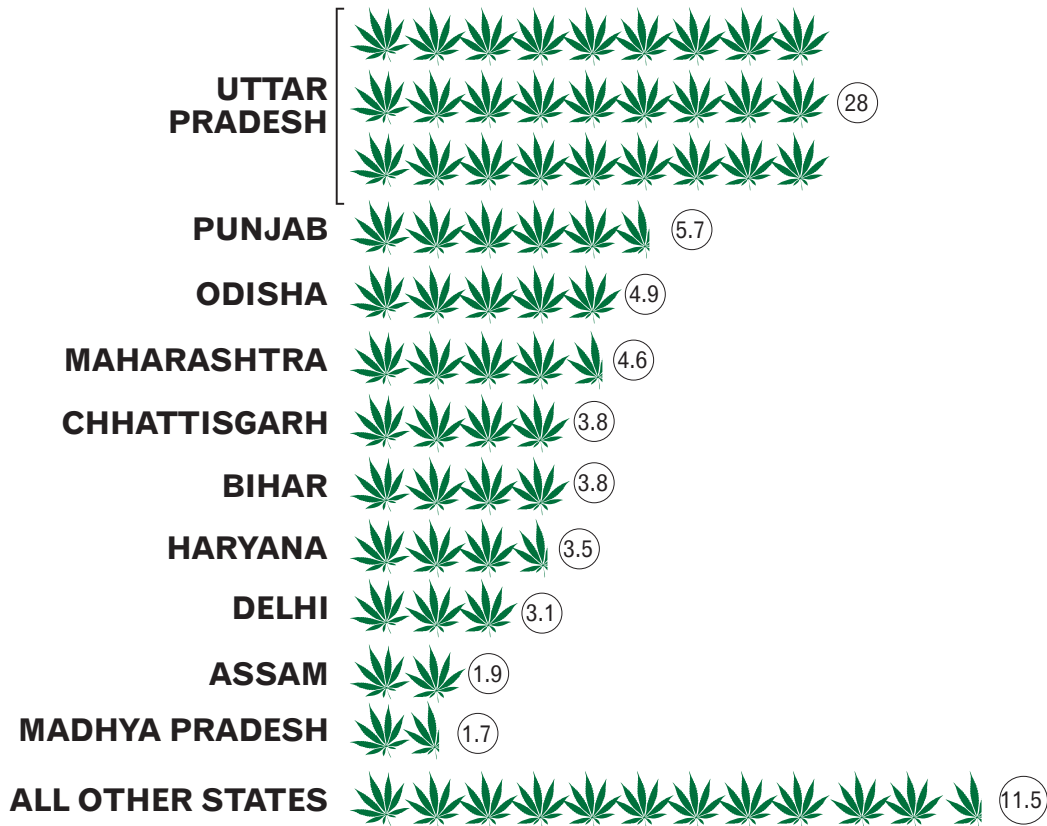 UTTAR
PRADESH
28
PUNJAB
5.7
ODISHA
4.9
MAHARASHTRA
4.6
CHHATTISGARH
3.8
BIHAR
3.8
HARYANA
3.5
DELHI
3.1
ASSAM
1.9
MADHYA PRADESH
1.7
ALL OTHER STATES
11.5